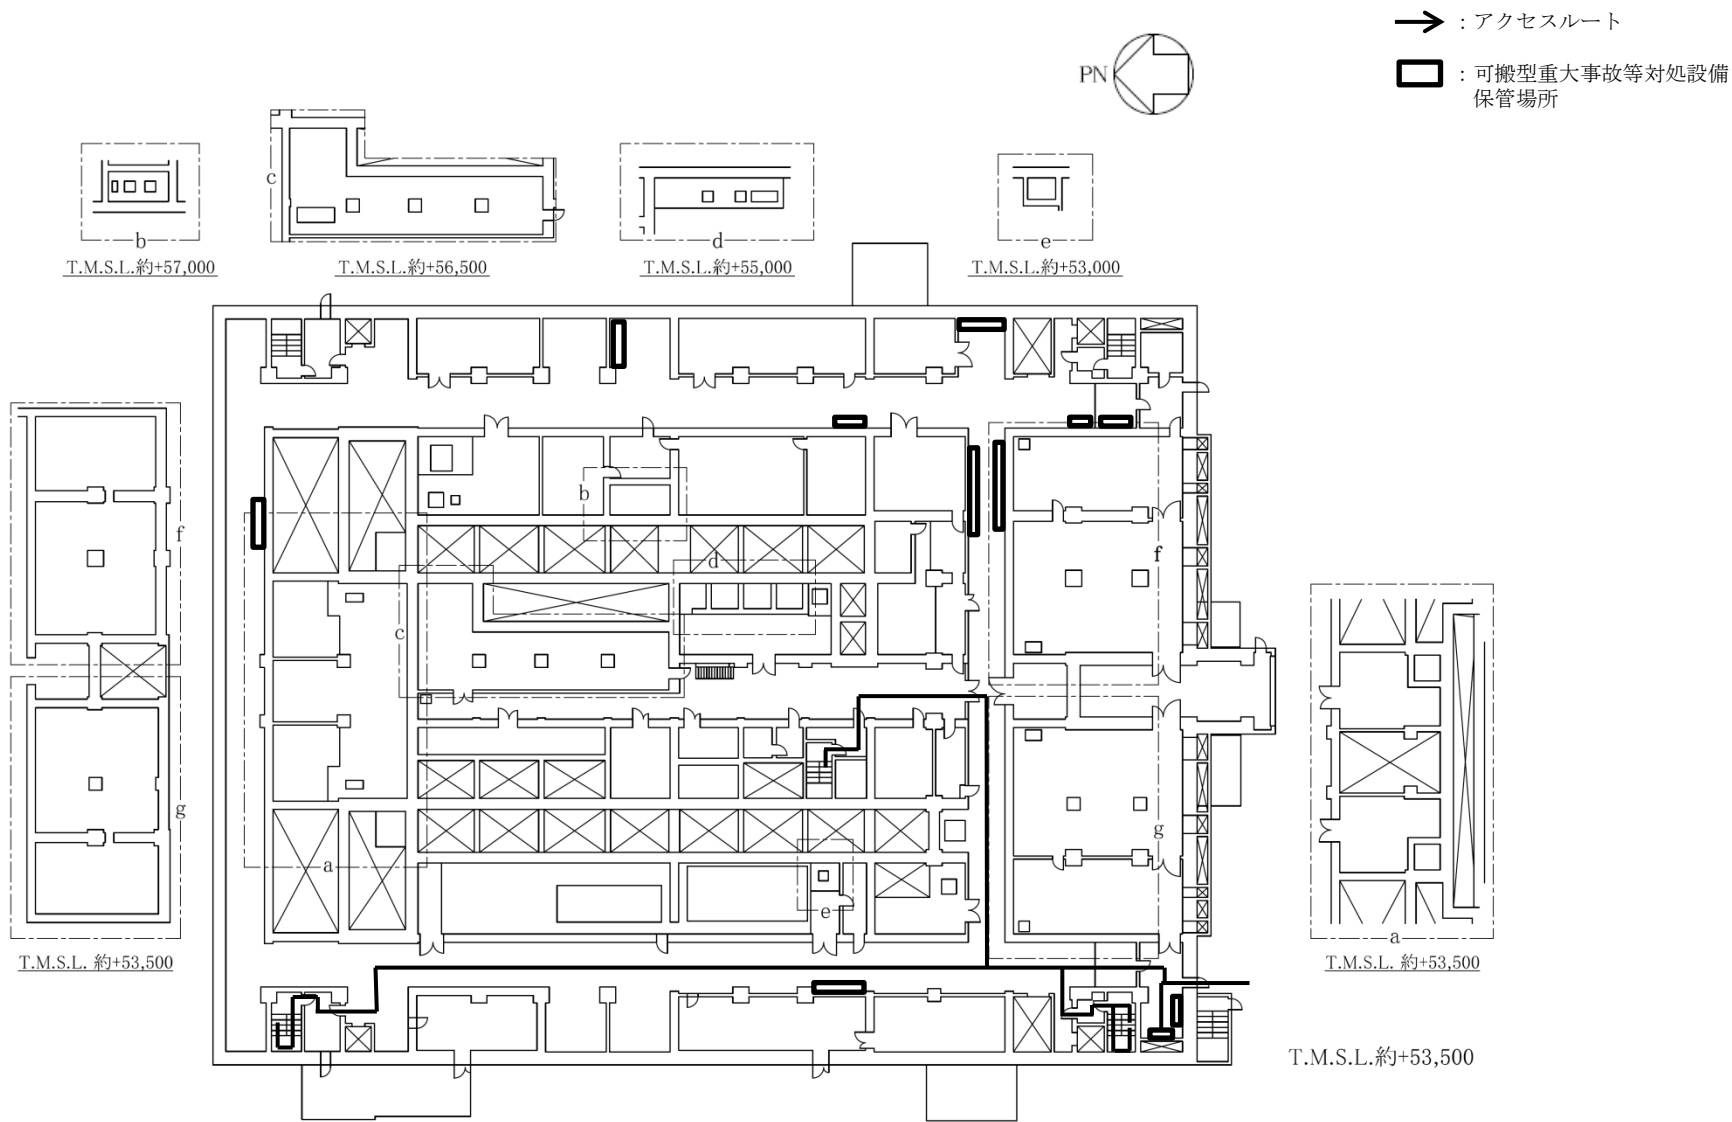 : アクセスルート
: 可搬型重大事故等対処設備
保管場所
PN
c
b
d
e
T.M.S.L.約+57,000
T.M.S.L.約+56,500
T.M.S.L.約+55,000
T.M.S.L.約+53,000
b
f
f
d
c
g
g
a
e
a
T.M.S.L. 約+53,500
T.M.S.L. 約+53,500
T.M.S.L.約+53,500